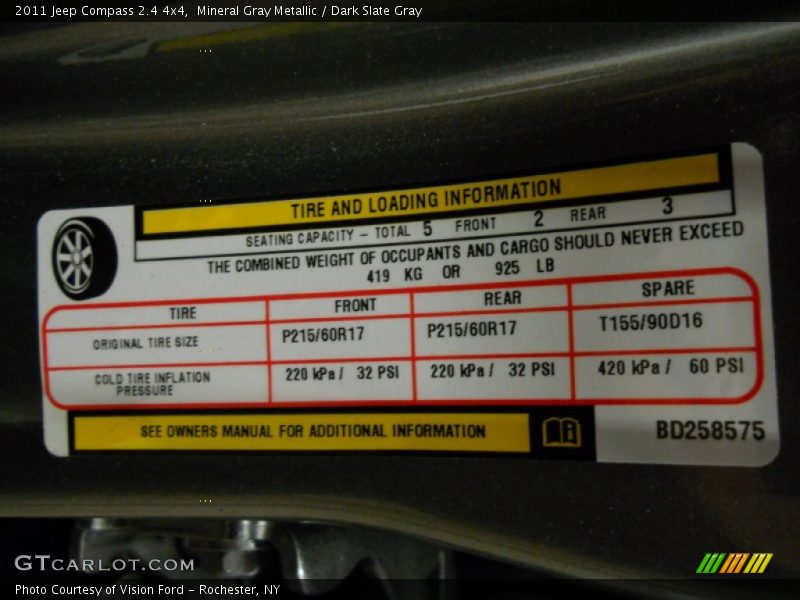 2011 Jeep Compass 2.4 4x4,  Mineral Gray Metallic / Dark Slate Gray
TIRE AND LOADING INFORMATION
SEATING CAPACITY – TOTAL 5 FRONT 2 REAR 3
THE COMBINED WEIGHT OF OCCUPANTS AND CARGO SHOULD NEVER EXCEED
419 KG OR 925 LB
TIRE FRONT REAR SPARE
ORIGINAL TIRE SIZE P215/60R17 P215/60R17 T155/90D16
COLD TIRE INFLATION PRESSURE 220 kPa / 32 PSI 220 kPa / 32 PSI 420 kPa / 60 PSI
SEE OWNERS MANUAL FOR ADDITIONAL INFORMATION
BD258575
GTCARLOT.COM
Photo Courtesy of Vision Ford – Rochester, NY